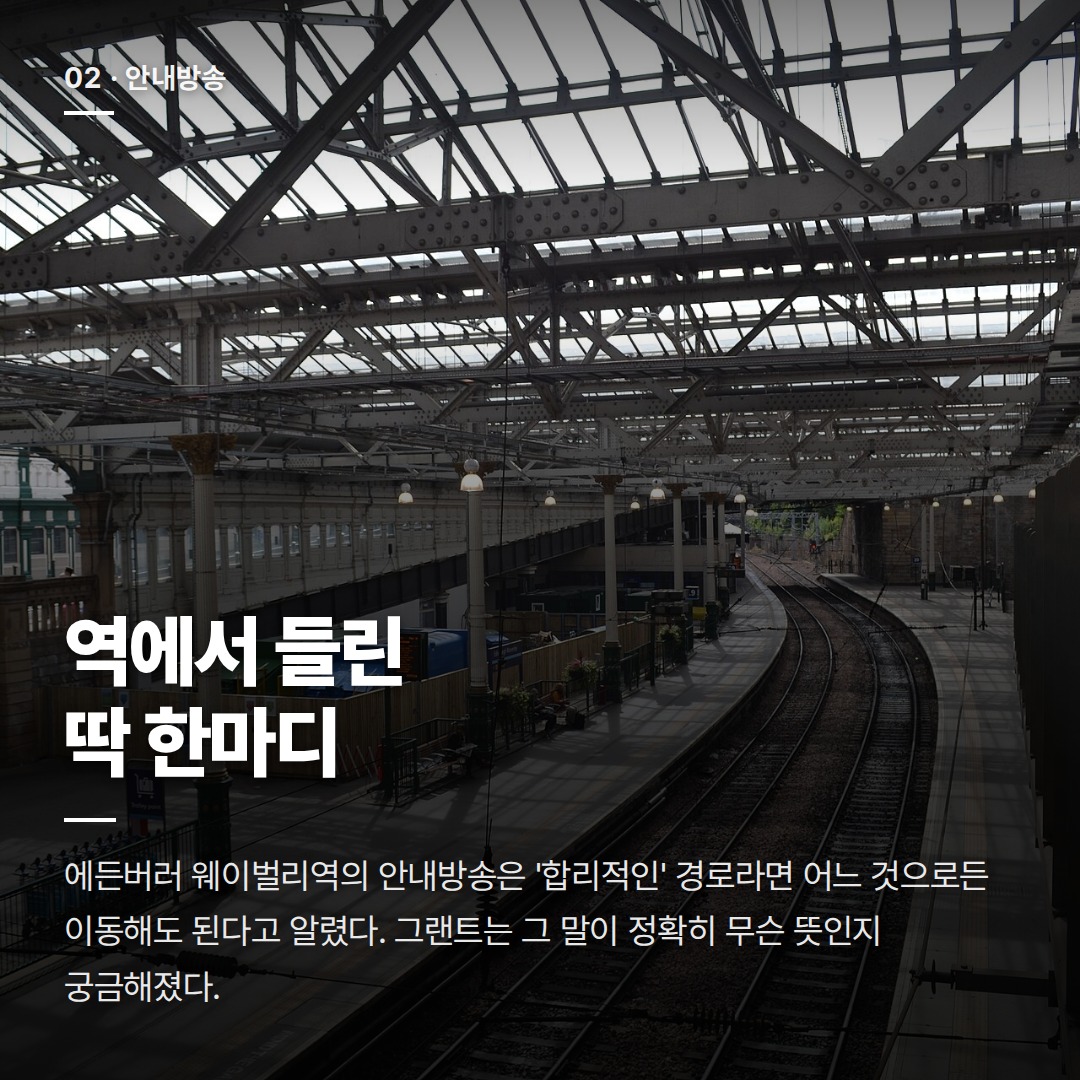 02 · 안내방송
역에서 들린
딱 한마디
에든버러 웨이벌리역의 안내방송은 '합리적인' 경로라면 어느 것으로든
이동해도 된다고 알렸다. 그랜트는 그 말이 정확히 무슨 뜻인지
궁금해졌다.